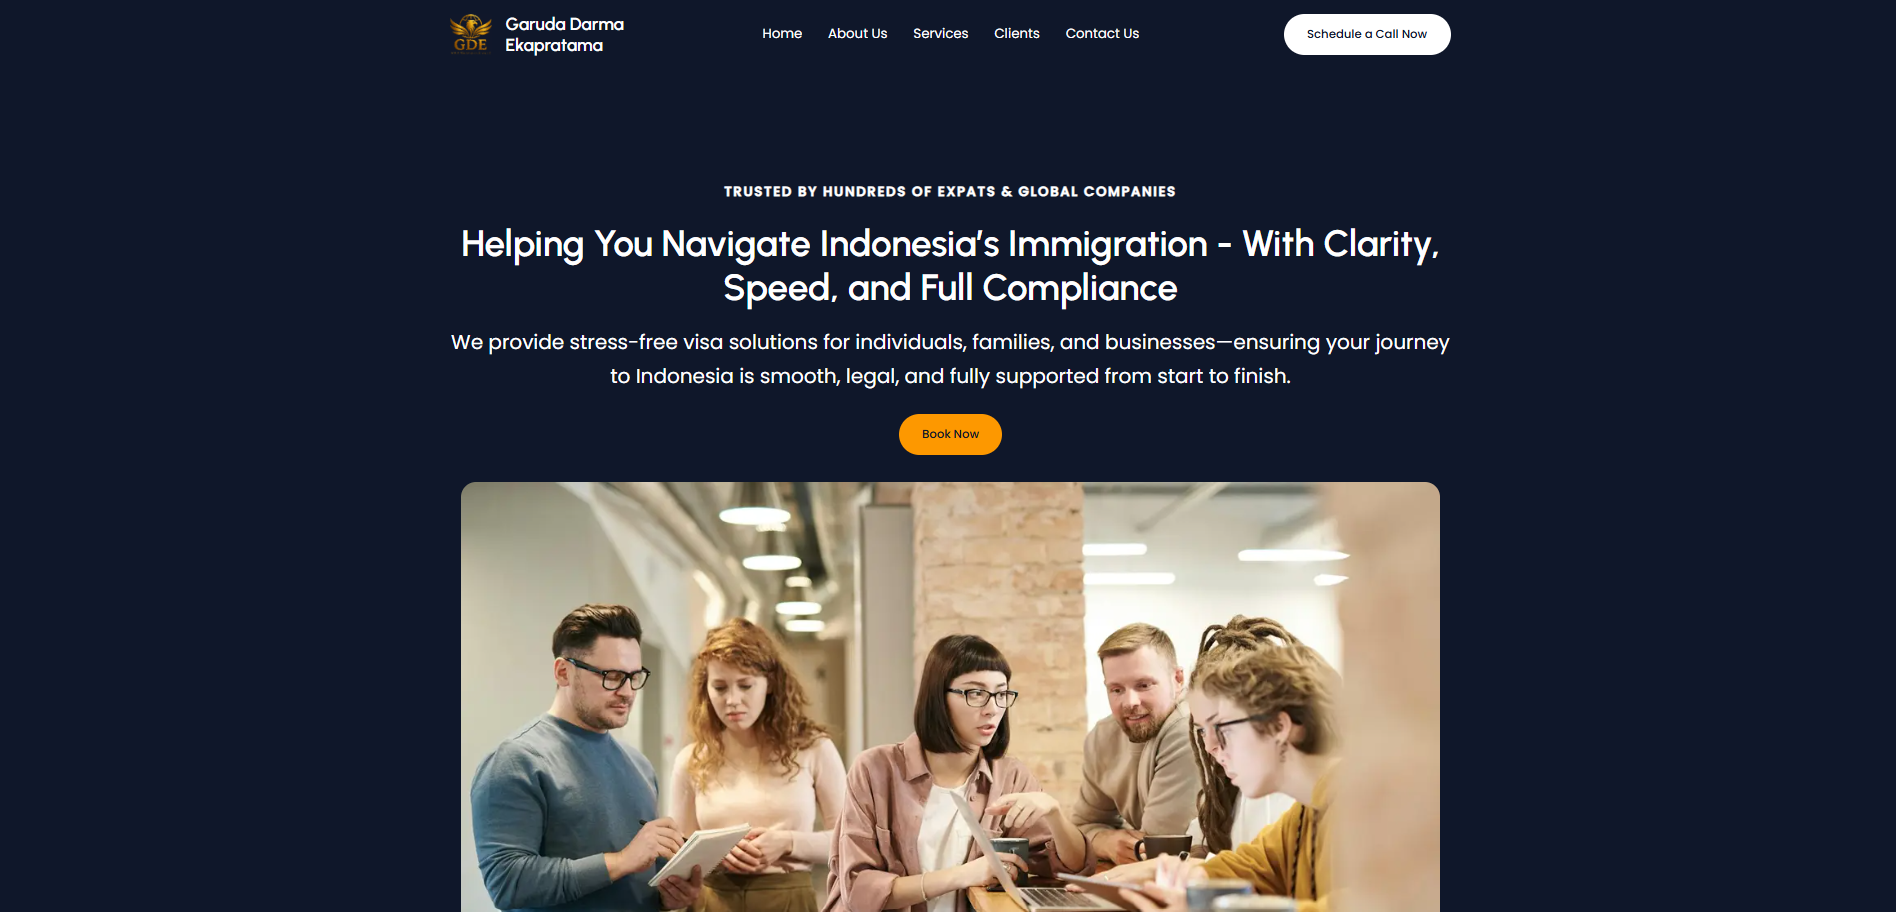 GDE
Garuda Darma
Ekapratama
Home
About Us
Services
Clients
Contact Us
Schedule a Call Now
TRUSTED BY HUNDREDS OF EXPATS & GLOBAL COMPANIES
Helping You Navigate Indonesia’s Immigration - With Clarity,
Speed, and Full Compliance
We provide stress-free visa solutions for individuals, families, and businesses—ensuring your journey
to Indonesia is smooth, legal, and fully supported from start to finish.
Book Now